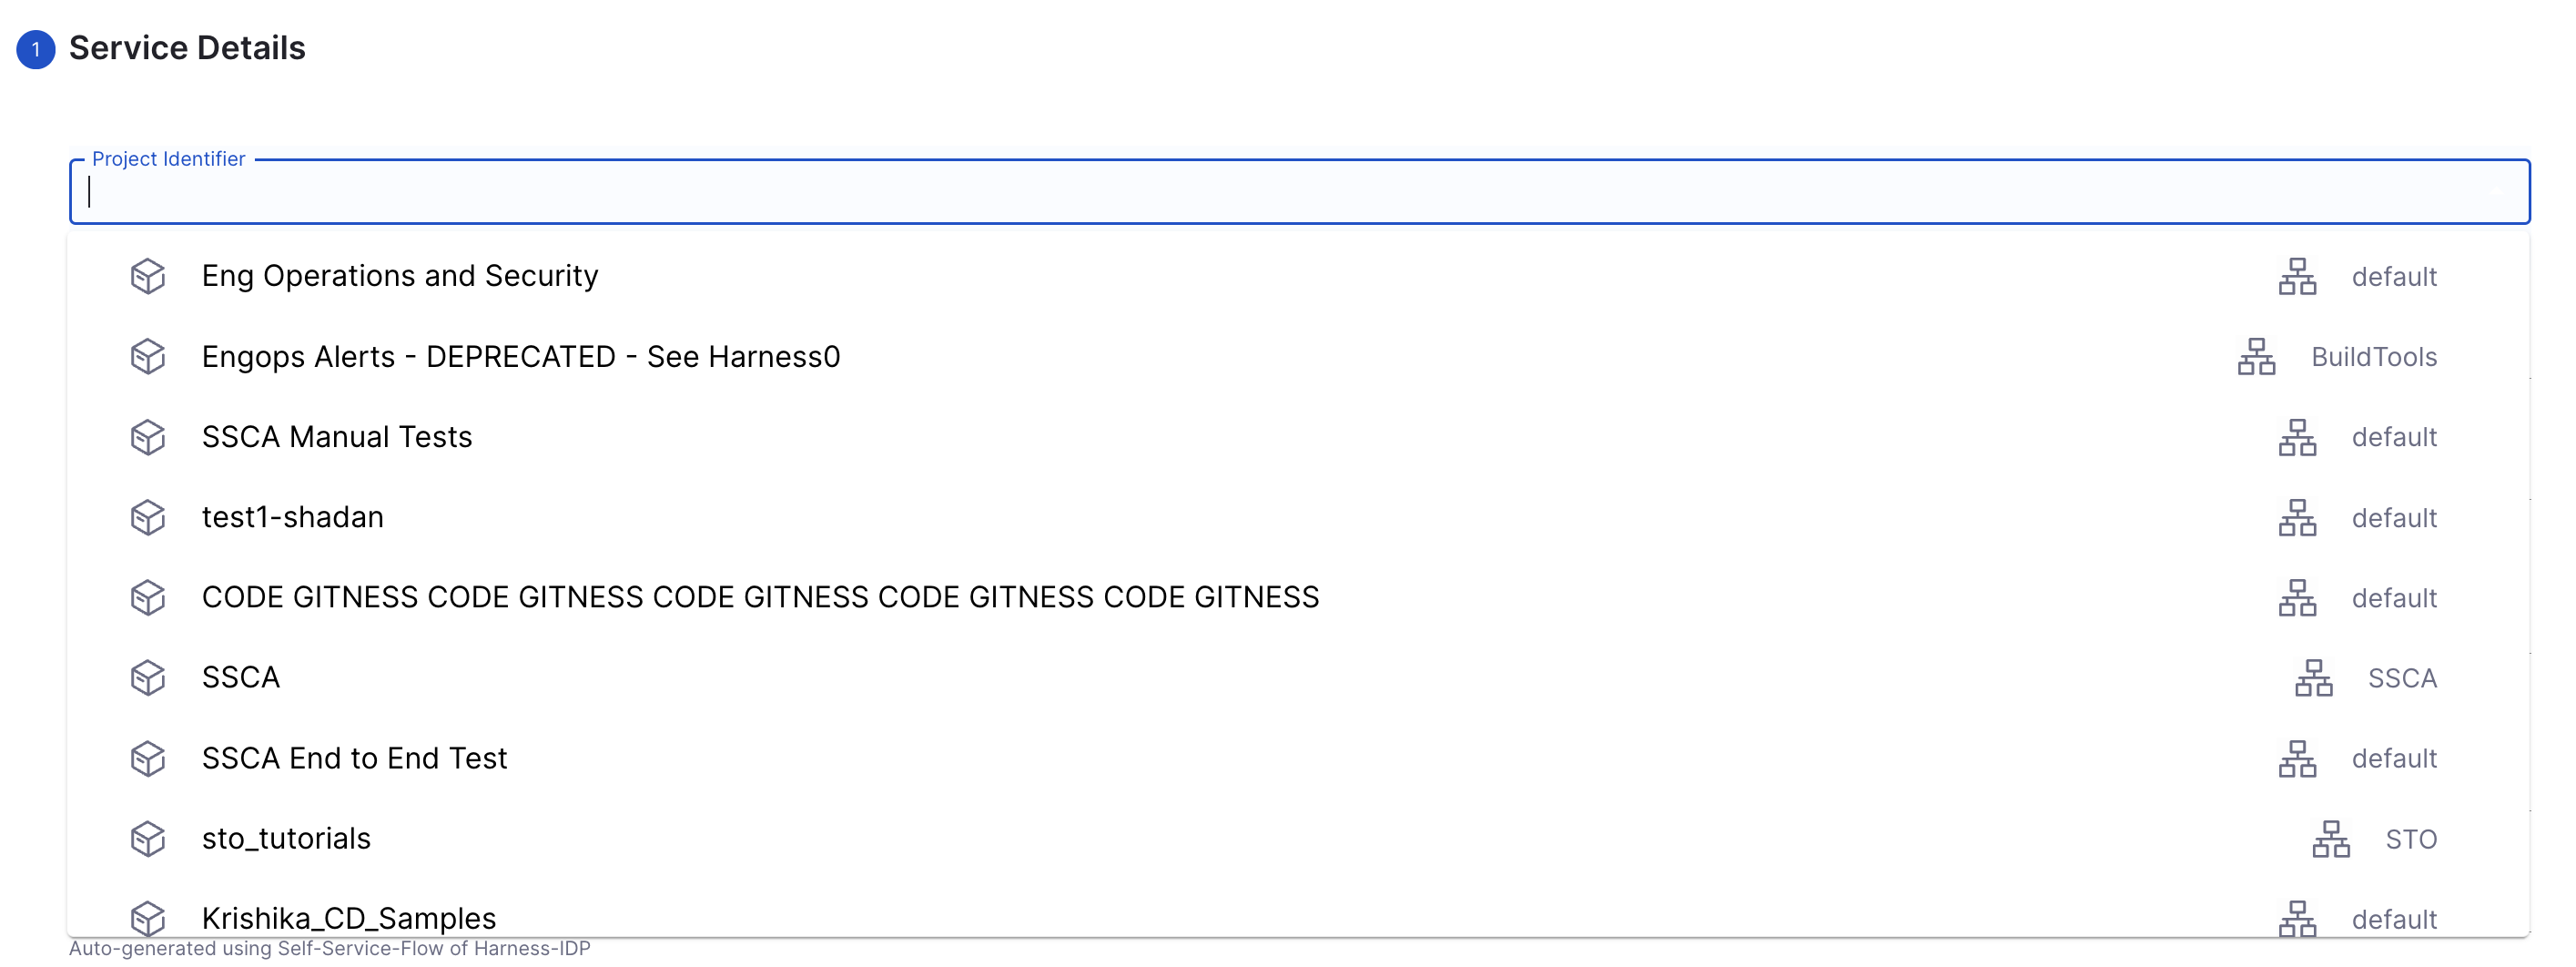 1 Service Details
Project Identifier
Eng Operations and Security default
Engops Alerts - DEPRECATED - See Harness0 BuildTools
SSCA Manual Tests default
test1-shadan default
CODE GITNESS CODE GITNESS CODE GITNESS CODE GITNESS CODE GITNESS default
SSCA SSCA
SSCA End to End Test default
sto_tutorials STO
Krishika_CD_Samples default
Auto-generated using Self-Service-Flow of Harness-IDP